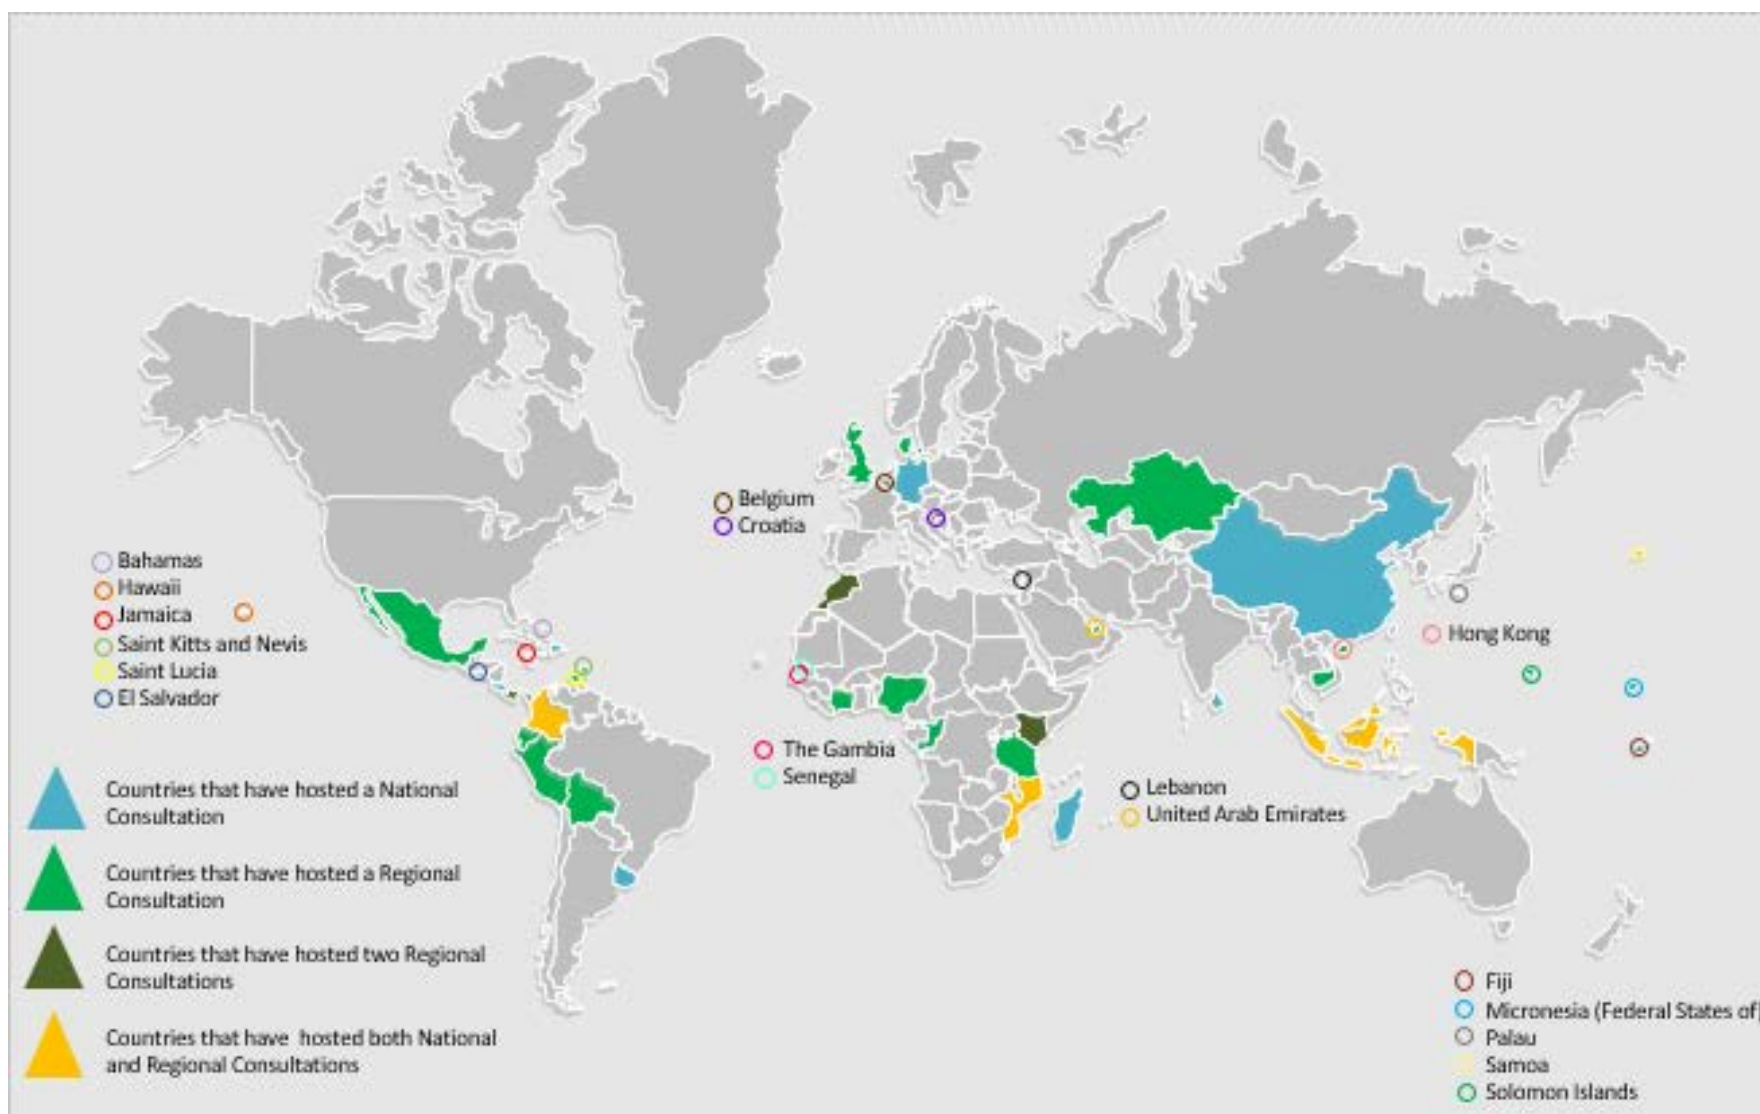 Belgium
Croatia
Bahamas
Hawaii
Jamaica
Saint Kitts and Nevis
Saint Lucia
El Salvador
Hong Kong
The Gambia
Senegal
Lebanon
United Arab Emirates
Countries that have hosted a National
Consultation
Countries that have hosted a Regional
Consultation
Countries that have hosted two Regional
Consultations
Countries that have hosted both National
and Regional Consultations
Fiji
Micronesia (Federal States of)
Palau
Samoa
Solomon Islands